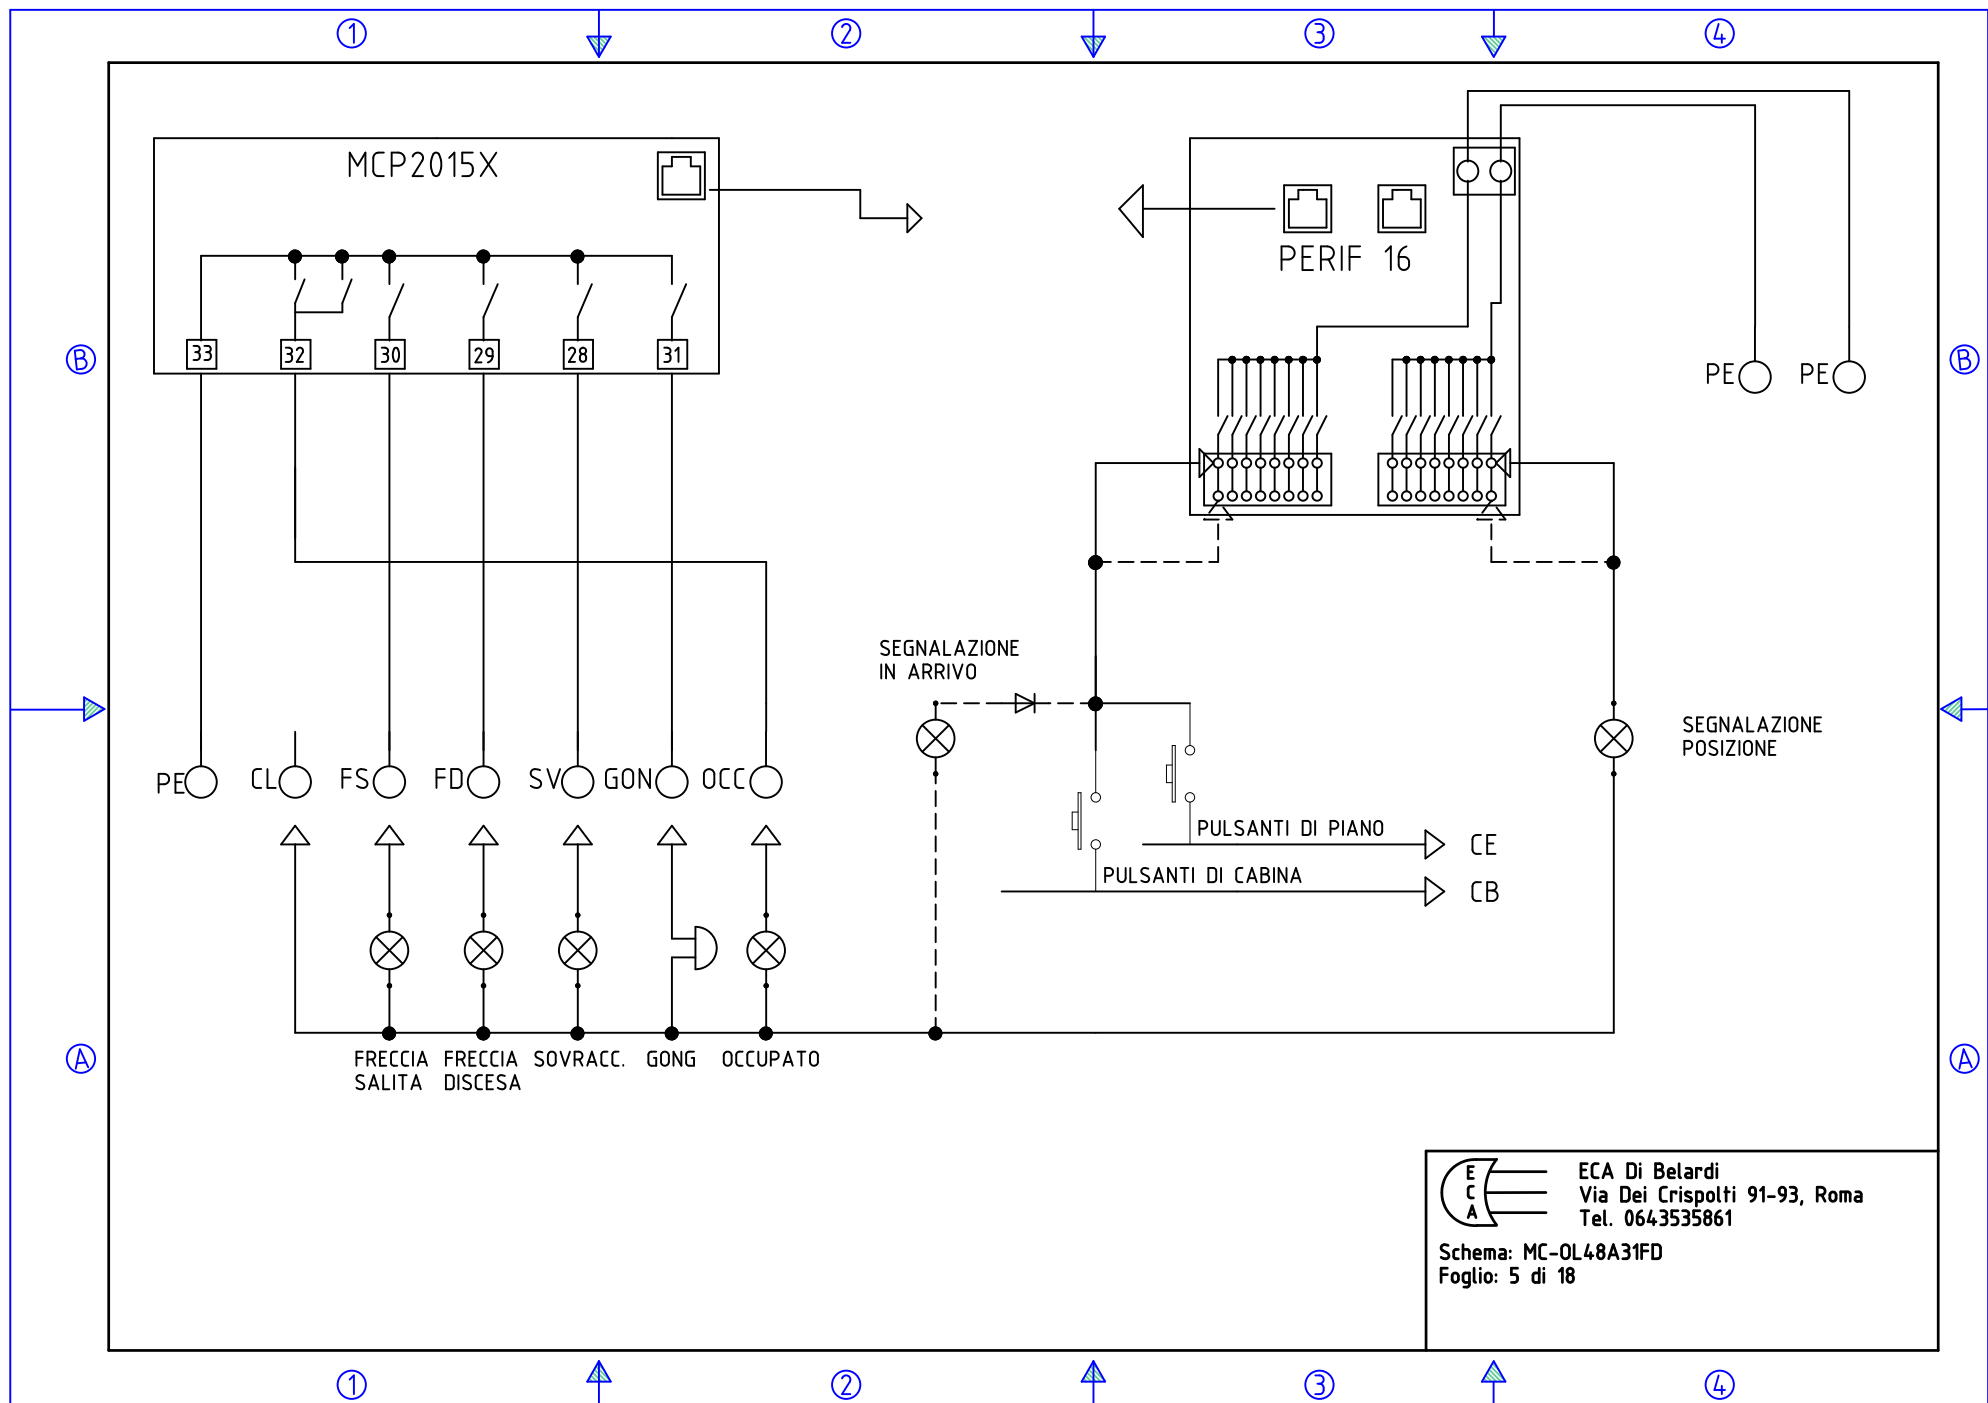 1 2 3 4
MCP2015X
PERIF 16
33 32 30 29 28 31
B B
PE PE
SEGNALAZIONE
IN ARRIVO
SEGNALAZIONE
POSIZIONE
PE CL FS FD SV GON OCC
PULSANTI DI PIANO CE
PULSANTI DI CABINA CB
A A
FRECCIA
SALITA
FRECCIA
DISCESA
SOVRACC.
GONG
OCCUPATO
E
C
A
ECA Di Belardi
Via Dei Crispolti 91-93, Roma
Tel. 0643535861
Schema: MC-OL48A31FD
Foglio: 5 di 18
1 2 3 4